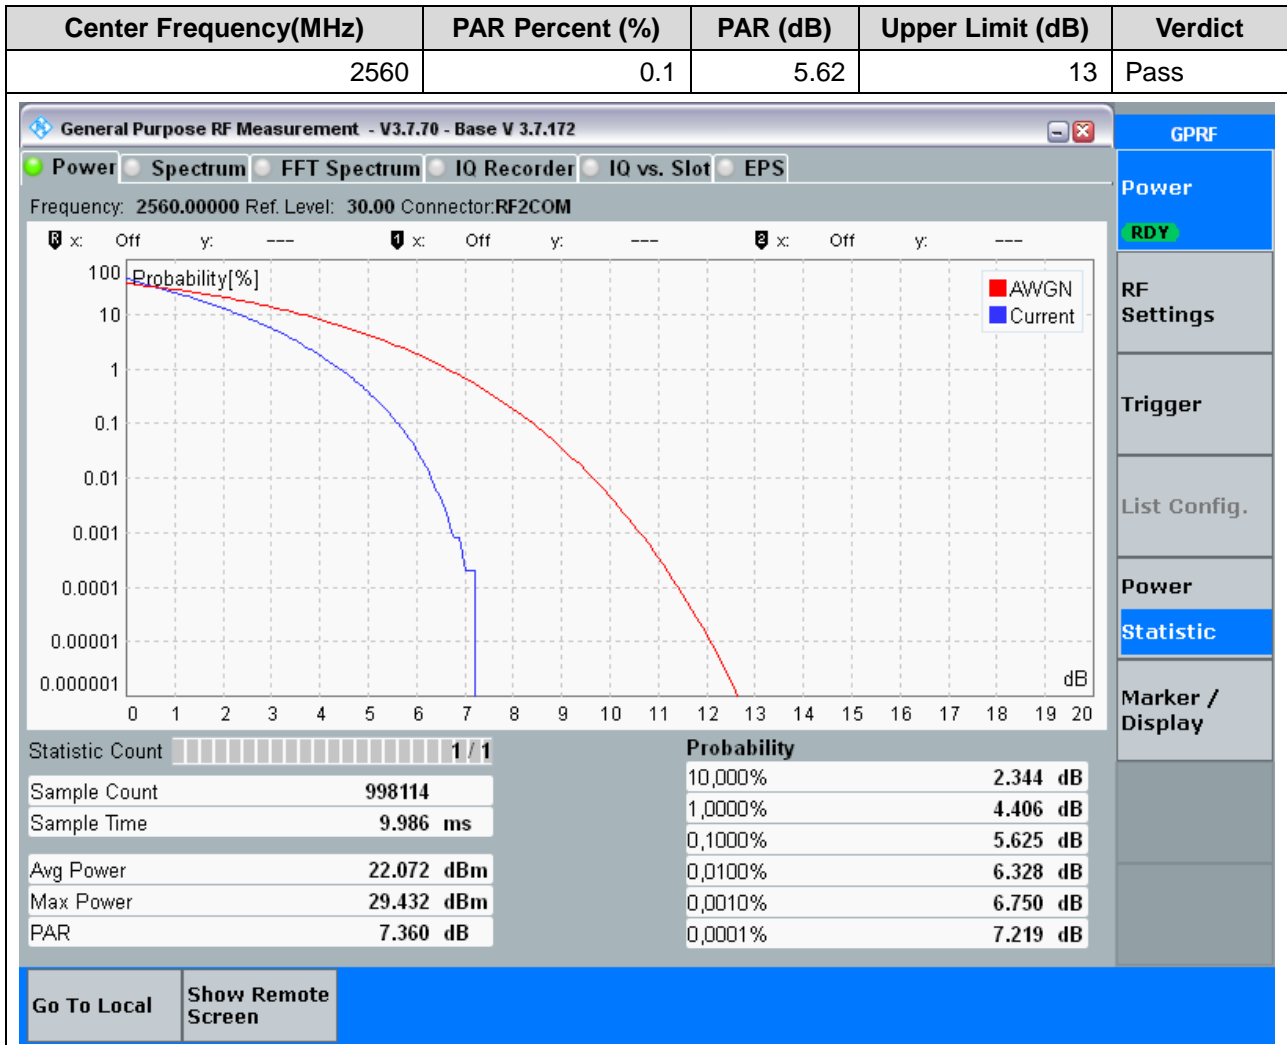 Center Frequency(MHz) PAR Percent (%) PAR (dB) Upper Limit (dB) Verdict
2560 0.1 5.62 13 Pass
General Purpose RF Measurement - V3.7.70 - Base V 3.7.172
GPRF
Power Spectrum FFT Spectrum IQ Recorder IQ vs. Slot EPS
Power
RDY
Frequency: 2560.00000 Ref. Level: 30.00 Connector:RF2COM
R x: Off y: --- 1 x: Off y: --- 2 x: Off y: ---
Probability[%]
AWGN
Current
100
10
1
0.1
0.01
0.001
0.0001
0.00001
0.000001
dB
0 1 2 3 4 5 6 7 8 9 10 11 12 13 14 15 16 17 18 19 20
RF
Settings
Trigger
List Config.
Power
Statistic
Marker /
Display
Statistic Count 1 / 1
Sample Count 998114
Sample Time 9.986 ms
Avg Power 22.072 dBm
Max Power 29.432 dBm
PAR 7.360 dB
Probability
10,000% 2.344 dB
1,0000% 4.406 dB
0,1000% 5.625 dB
0,0100% 6.328 dB
0,0010% 6.750 dB
0,0001% 7.219 dB
Go To Local
Show Remote
Screen